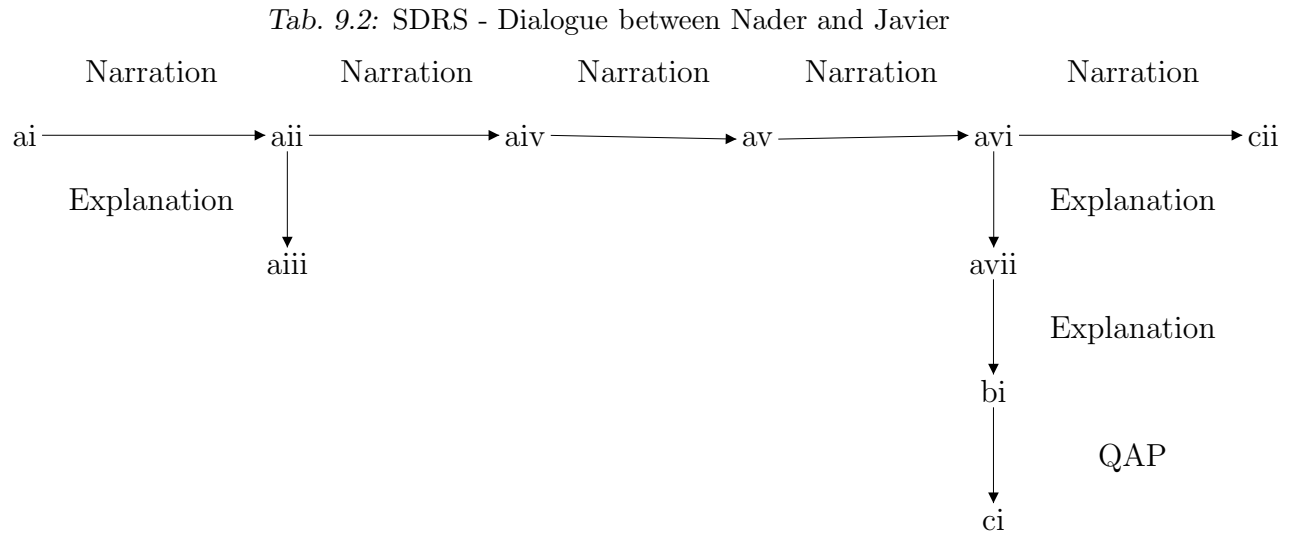 Tab. 9.2: SDRS - Dialogue between Nader and Javier
Narration Narration Narration Narration Narration
ai aii aiv av avi cii
Explanation Explanation
aiii avii
Explanation
bi
QAP
ci